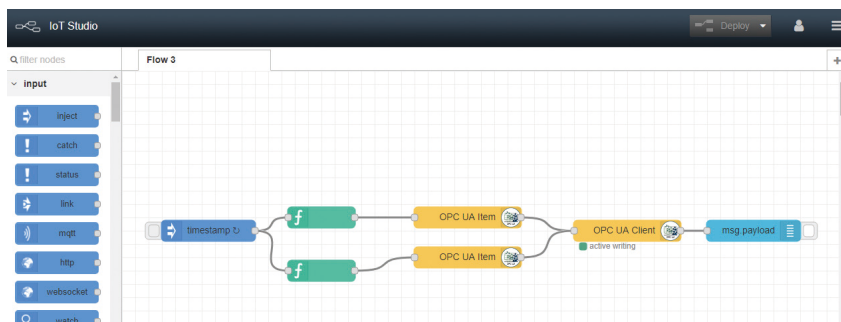 IoT Studio
Deploy
filter nodes
Flow 3
+
input
inject
catch
status
link
mqtt
http
websocket
watch
timestamp ↻
f
f
OPC UA Item
OPC UA Item
OPC UA Client
active writing
msg.payload